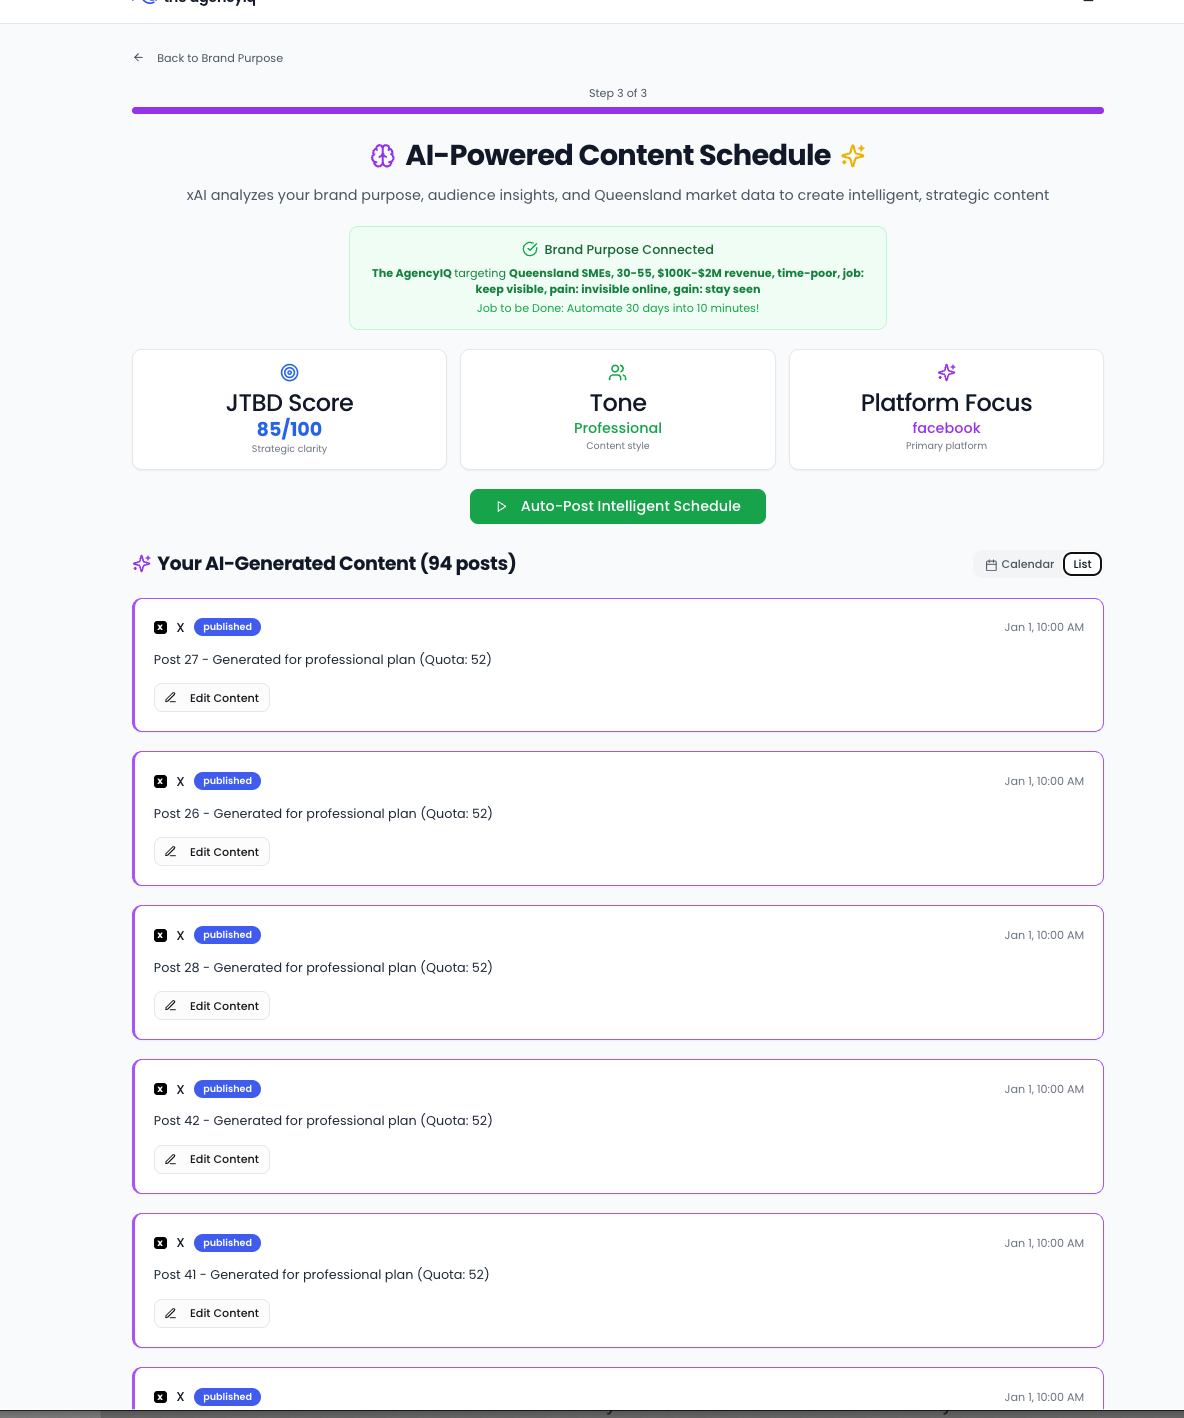 the agencyiq
Back to Brand Purpose
Step 3 of 3
AI-Powered Content Schedule
xAI analyzes your brand purpose, audience insights, and Queensland market data to create intelligent, strategic content
Brand Purpose Connected
The AgencyIQ targeting Queensland SMEs, 30-55, $100K-$2M revenue, time-poor, job:
keep visible, pain: invisible online, gain: stay seen
Job to be Done: Automate 30 days into 10 minutes!
JTBD Score
85/100
Strategic clarity
Tone
Professional
Content style
Platform Focus
facebook
Primary platform
Auto-Post Intelligent Schedule
Your AI-Generated Content (94 posts)
Calendar List
X X published Jan 1, 10:00 AM
Post 27 - Generated for professional plan (Quota: 52)
Edit Content
X X published Jan 1, 10:00 AM
Post 26 - Generated for professional plan (Quota: 52)
Edit Content
X X published Jan 1, 10:00 AM
Post 28 - Generated for professional plan (Quota: 52)
Edit Content
X X published Jan 1, 10:00 AM
Post 42 - Generated for professional plan (Quota: 52)
Edit Content
X X published Jan 1, 10:00 AM
Post 41 - Generated for professional plan (Quota: 52)
Edit Content
X X published Jan 1, 10:00 AM